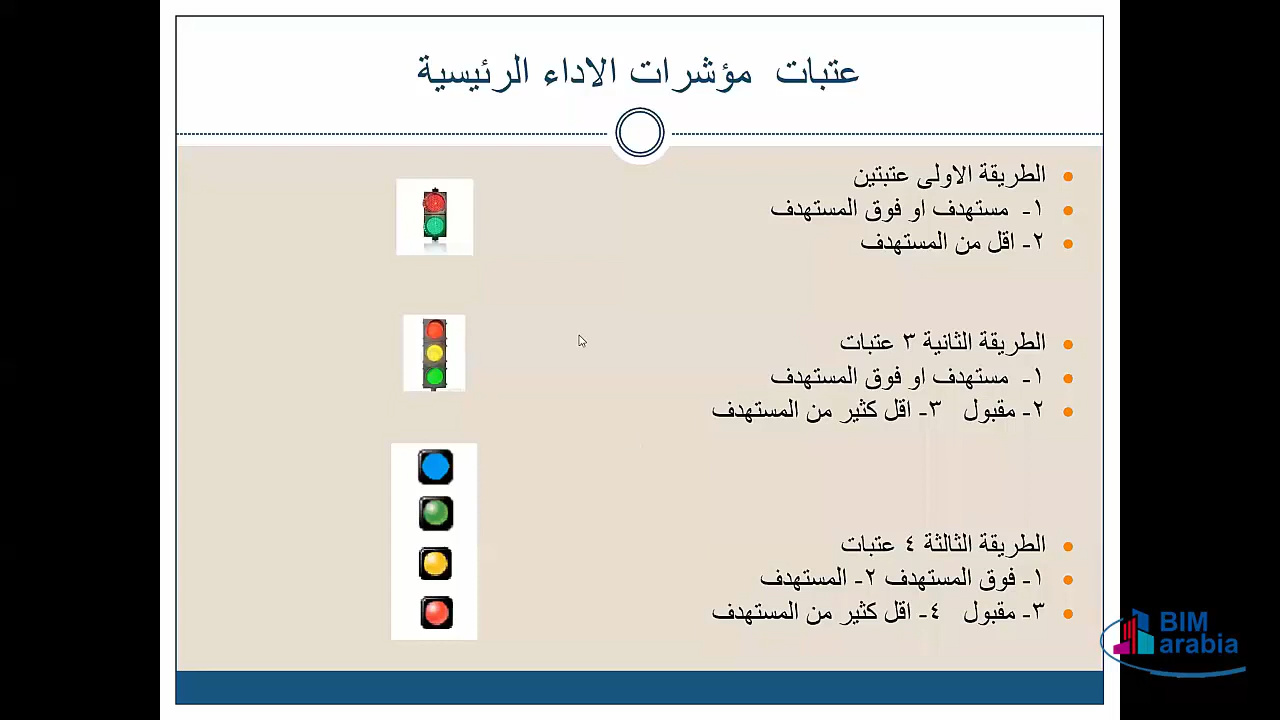 عتبات مؤشرات الاداء الرئيسية
الطريقة الاولى عتبتين
١- مستهدف او فوق المستهدف
٢- اقل من المستهدف
الطريقة الثانية ٣ عتبات
١- مستهدف او فوق المستهدف
٢- مقبول ٣- اقل كثير من المستهدف
الطريقة الثالثة ٤ عتبات
١- فوق المستهدف ٢- المستهدف
٣- مقبول ٤- اقل كثير من المستهدف
BIM
arabia